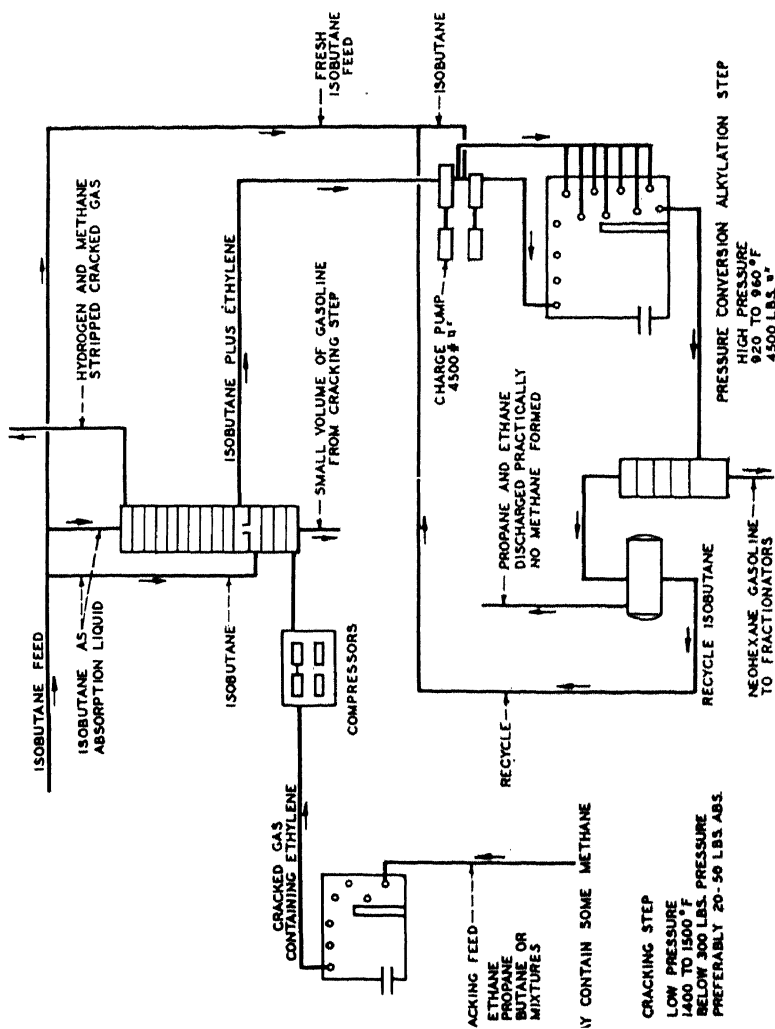 ISOBUTANE FEED
ISOBUTANE AS
ABSORPTION LIQUID
HYDROGEN AND METHANE
STRIPPED CRACKED GAS
FRESH
ISOBUTANE
FEED
ISOBUTANE
ISOBUTANE
ISOBUTANE PLUS ETHYLENE
SMALL VOLUME OF GASOLINE
FROM CRACKING STEP
COMPRESSORS
CRACKED GAS
CONTAINING ETHYLENE
CHARGE PUMP
4500 # □"
PROPANE AND ETHANE
DISCHARGED PRACTICALLY
NO METHANE FORMED
RECYCLE
RECYCLE ISOBUTANE
NEOHEXANE GASOLINE
TO FRACTIONATORS
PRESSURE CONVERSION ALKYLATION STEP
HIGH PRESSURE
920 TO 960 °F
4500 LBS. □"
ACKING FEED
ETHANE
PROPANE
BUTANE OR
MIXTURES
AY CONTAIN SOME METHANE
CRACKING STEP
LOW PRESSURE
1400 TO 1500 °F
BELOW 300 LBS. PRESSURE
PREFERABLY 20-50 LBS. ABS.